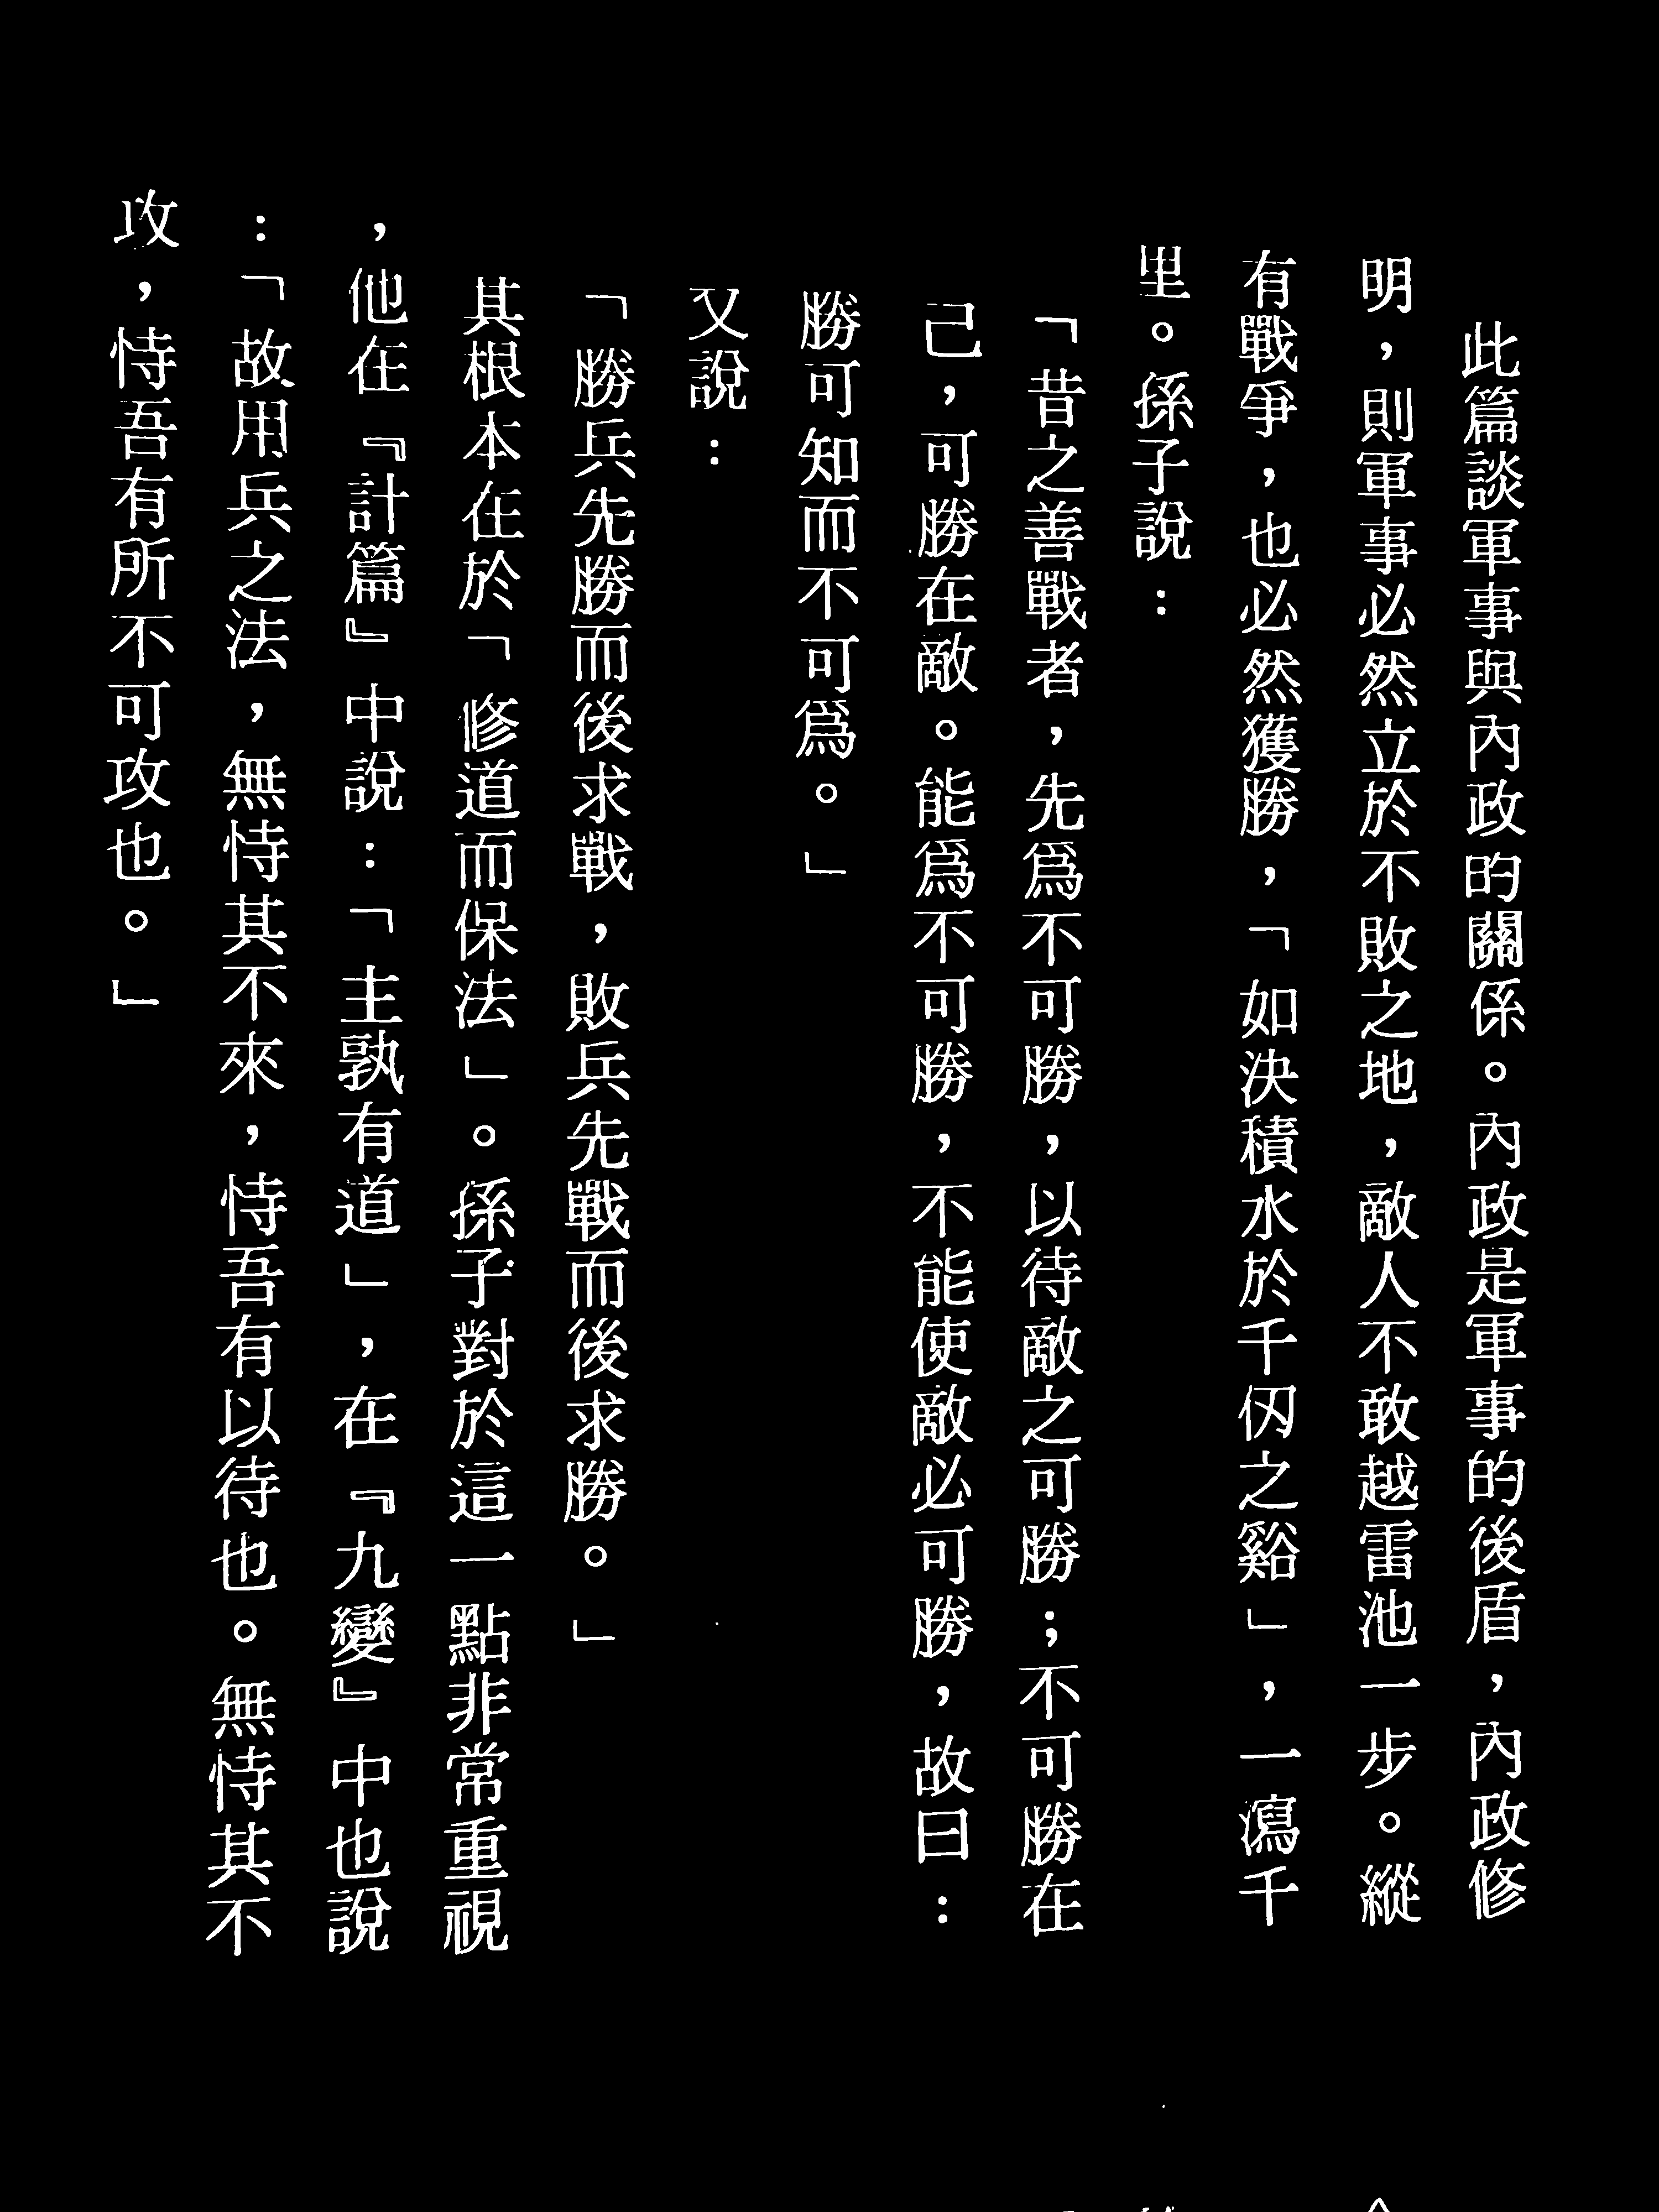 此篇談軍事與內政的關係。內政是軍事的後盾，內政修
明，則軍事必然立於不敗之地，敵人不敢越雷池一步。縱
有戰爭，也必然獲勝，「如決積水於千仭之谿」，一瀉千
里。孫子說：
「昔之善戰者，先爲不可勝，以待敵之可勝；不可勝在
己，可勝在敵。能爲不可勝，不能使敵必可勝，故曰：
勝可知而不可爲。」
又說：
「勝兵先勝而後求戰，敗兵先戰而後求勝。」
其根本在於「修道而保法」。孫子對於這一點非常重視
，他在『計篇』中說：「主孰有道」，在『九變』中也說
：「故用兵之法，無恃其不來，恃吾有以待也。無恃其不
攻，恃吾有所不可攻也。」